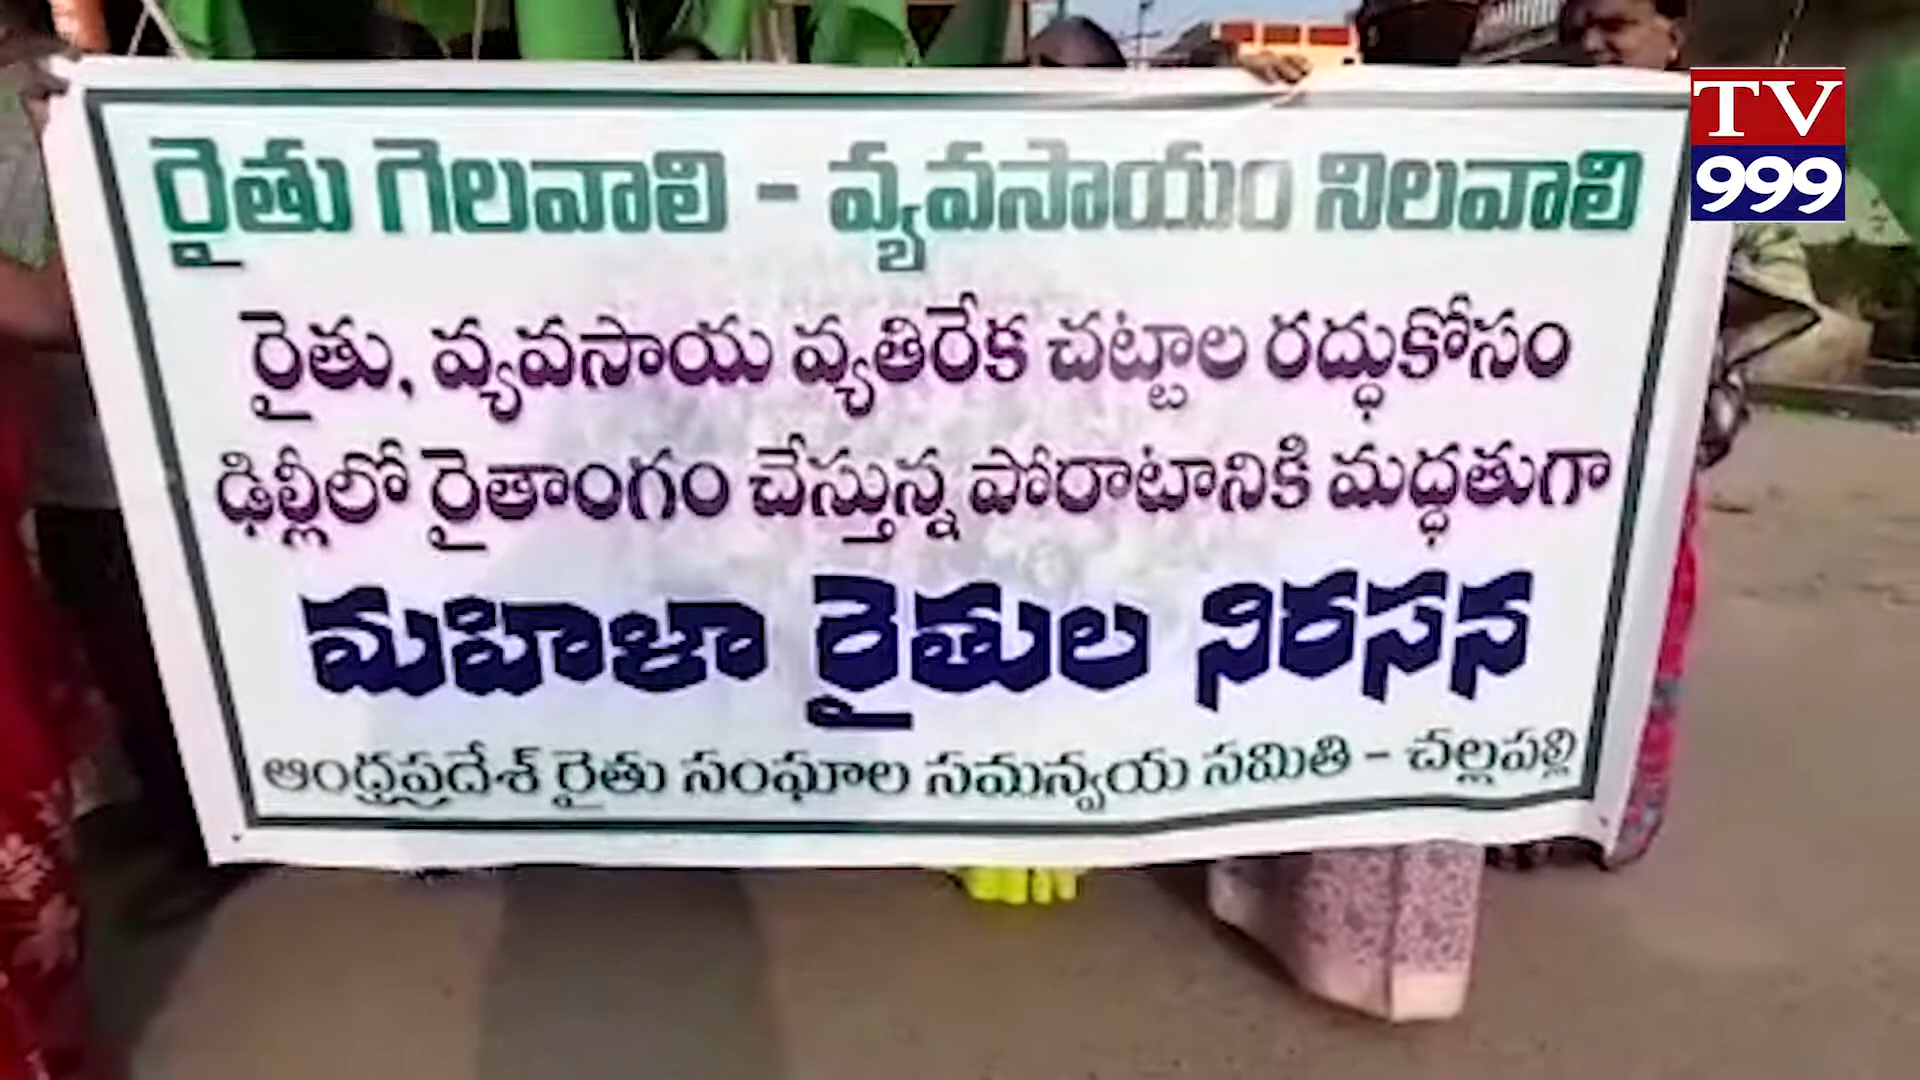 రైతు గెలవాలి - వ్యవసాయం నిలవాలి
రైతు, వ్యవసాయ వ్యతిరేక చట్టాల రద్దుకోసం
ఢిల్లీలో రైతాంగం చేస్తున్న పోరాటానికి మద్ధతుగా
మహిళా రైతుల నిరసన
ఆంధ్రప్రదేశ్ రైతు సంఘాల సమన్వయ సమితి - చల్లపల్లి
TV
999